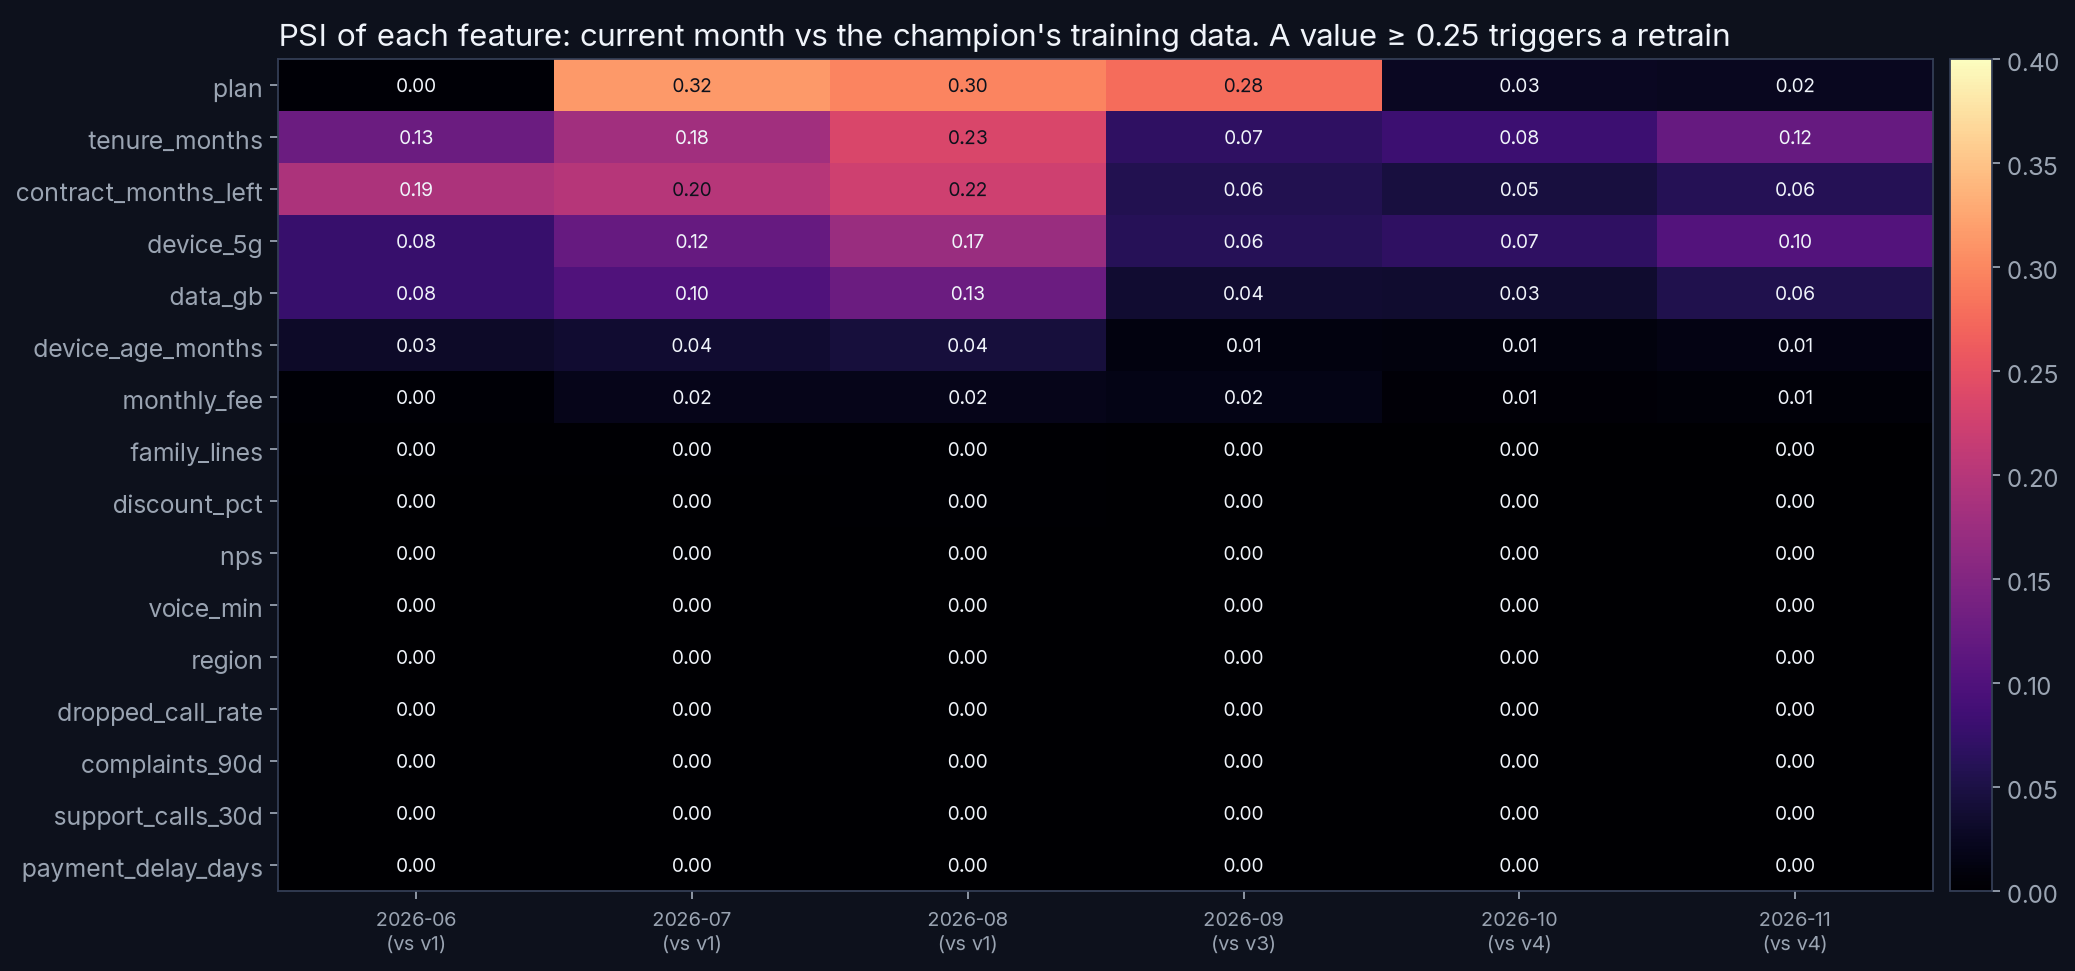 PSI of each feature: current month vs the champion's training data. A value ≥ 0.25 triggers a retrain
plan 0.00 0.32 0.30 0.28 0.03 0.02
tenure_months 0.13 0.18 0.23 0.07 0.08 0.12
contract_months_left 0.19 0.20 0.22 0.06 0.05 0.06
device_5g 0.08 0.12 0.17 0.06 0.07 0.10
data_gb 0.08 0.10 0.13 0.04 0.03 0.06
device_age_months 0.03 0.04 0.04 0.01 0.01 0.01
monthly_fee 0.00 0.02 0.02 0.02 0.01 0.01
family_lines 0.00 0.00 0.00 0.00 0.00 0.00
discount_pct 0.00 0.00 0.00 0.00 0.00 0.00
nps 0.00 0.00 0.00 0.00 0.00 0.00
voice_min 0.00 0.00 0.00 0.00 0.00 0.00
region 0.00 0.00 0.00 0.00 0.00 0.00
dropped_call_rate 0.00 0.00 0.00 0.00 0.00 0.00
complaints_90d 0.00 0.00 0.00 0.00 0.00 0.00
support_calls_30d 0.00 0.00 0.00 0.00 0.00 0.00
payment_delay_days 0.00 0.00 0.00 0.00 0.00 0.00
2026-06 2026-07 2026-08 2026-09 2026-10 2026-11
(vs v1) (vs v1) (vs v1) (vs v3) (vs v4) (vs v4)
0.40
0.35
0.30
0.25
0.20
0.15
0.10
0.05
0.00